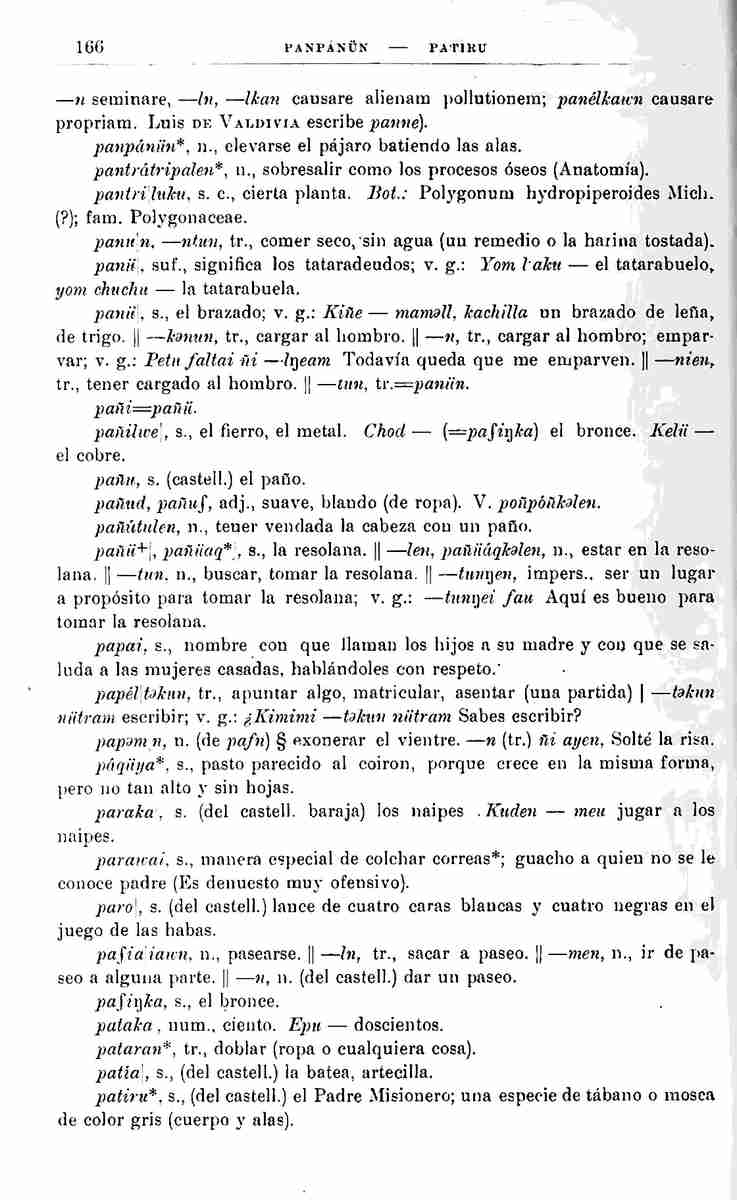 166 PANPÁNÜN — PATIRU
—n seminare, —ln, —lkan causare alienam pollutionem; panélkawn causare
propriam. Luis DE VALDIVIA escribe panne).
panpánün*, n., elevarse el pájaro batiendo las alas.
pantrátripalen*, n., sobresalir como los procesos óseos (Anatomía).
pantri|luku, s. c., cierta planta. Bot.: Polygonum hydropiperoides Mich.
(?); fam. Polygonaceae.
panu|n, —ntun, tr., comer seco, sin agua (un remedio o la harina tostada).
panü|, suf., significa los tataradeudos; v. g.: Yom l·aku — el tatarabuelo,
yom chuchu — la tatarabuela.
panü|, s., el brazado; v. g.: Kiñe — maməll, kachilla un brazado de leña,
de trigo. || —kənun, tr., cargar al hombro. || —n, tr., cargar al hombro; empar-
var; v. g.: Petu faltai ñi —lŋeam Todavía queda que me emparven. || —nien,
tr., tener cargado al hombro. || —tun, tr.=panün.
pañi=pañü.
pañilwe|, s., el fierro, el metal. Chod — (=paʃiŋka) el bronce. Kelü —
el cobre.
pañu, s. (castell.) el paño.
pañud, pañuʃ, adj., suave, blando (de ropa). V. poñpóñkəlen.
pañútulen, n., tener vendada la cabeza con un paño.
pañü+|, pañüaq*|, s., la resolana. || —len, pañüáqkəlen, n., estar en la reso-
lana. || —tun. n., buscar, tomar la resolana. || —tunŋen, impers., ser un lugar
a propósito para tomar la resolana; v. g.: —tunŋei fau Aquí es bueno para
tomar la resolana.
papai, s., nombre con que llaman los hijos a su madre y con que se sa-
luda a las mujeres casadas, hablándoles con respeto.
papél|təkun, tr., apuntar algo, matricular, asentar (una partida) | —təkun
nütram escribir; v. g.: ¿Kimimi —təkun nütram Sabes escribir?
papəm|n, n. (de pafn) § exonerar el vientre. —n (tr.) ñi ayen, Solté la risa.
páqüya*, s., pasto parecido al coiron, porque crece en la misma forma,
pero no tan alto y sin hojas.
paraka|, s. (del castell. baraja) los naipes . Kuden — meu jugar a los
naipes.
parawai, s., manera especial de colchar correas*; guacho a quien no se le
conoce padre (Es denuesto muy ofensivo).
paro|, s. (del castell.) lance de cuatro caras blancas y cuatro negras en el
juego de las habas.
paʃia|iawn, n., pasearse. || —ln, tr., sacar a paseo. || —men, n., ir de pa-
seo a alguna parte. || —n, n. (del castell.) dar un paseo.
paʃiŋka, s., el bronce.
pataka|, num., ciento. Epu — doscientos.
pataran*, tr., doblar (ropa o cualquiera cosa).
patia|, s., (del castell.) la batea, artecilla.
patiru*, s., (del castell.) el Padre Misionero; una especie de tábano o mosca
de color gris (cuerpo y alas).